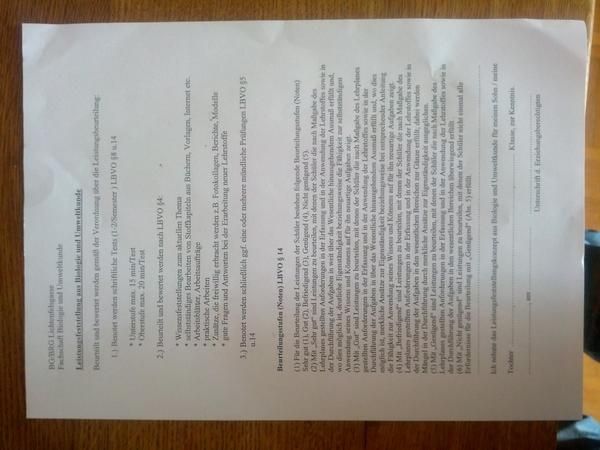 BG/BRG Lichtenfelsgasse
Fachschaft Biologie und Umweltkunde
Leistungsfeststellung aus Biologie und Umweltkunde
Beurteilt und bewertet werden gemäß der Verordnung über die Leistungsbeurteilung:
1.) Benotet werden schriftliche Tests (1-2/Semester ) LBVO §8 u.14
* Unterstufe max. 15 min/Test
* Oberstufe max. 20 min/Test
2.) Beurteilt und bewertet werden nach LBVO §4:
* Wissensfeststellungen zum aktuellen Thema
* selbstständiges Bearbeiten von Stoffkapiteln aus Büchern, Vorlagen, Internet etc.
* Arbeitsblätter, Arbeitsaufträge
* praktische Arbeiten
* Zusätze, die freiwillig erbracht werden z.B. Fotokollagen, Berichte, Modelle
* gute Fragen und Antworten bei der Erarbeitung neuer Lehrstoffe
3.) Benotet werden schließlich ggf. eine oder mehrere mündliche Prüfungen LBVO §5
u.14
Beurteilungsstufen (Noten) LBVO § 14
(1) Für die Beurteilung der Leistungen der Schüler bestehen folgende Beurteilungsstufen (Noten)
Sehr gut (1), Gut (2), Befriedigend (3), Genügend (4), Nicht genügend (5).
(2) Mit „Sehr gut“ sind Leistungen zu beurteilen, mit denen der Schüler die nach Maßgabe des
Lehrplanes gestellten Anforderungen in der Erfassung und in der Anwendung des Lehrstoffes sowie in
der Durchführung der Aufgaben in weit über das Wesentliche hinausgehendem Ausmaß erfüllt und,
wo dies möglich ist, deutliche Eigenständigkeit beziehungsweise die Fähigkeit zur selbständigen
Anwendung seines Wissens und Könnens auf für ihn neuartige Aufgaben zeigt.
(3) Mit „Gut“ sind Leistungen zu beurteilen, mit denen der Schüler die nach Maßgabe des Lehrplanes
gestellten Anforderungen in der Erfassung und in der Anwendung des Lehrstoffes sowie in der
Durchführung der Aufgaben in über das Wesentliche hinausgehendem Ausmaß erfüllt und, wo dies
möglich ist, merkliche Ansätze zur Eigenständigkeit beziehungsweise bei entsprechender Anleitung
die Fähigkeit zur Anwendung seines Wissens und Könnens auf für ihn neuartige Aufgaben zeigt.
(4) Mit „Befriedigend“ sind Leistungen zu beurteilen, mit denen der Schüler die nach Maßgabe des
Lehrplanes gestellten Anforderungen in der Erfassung und in der Anwendung des Lehrstoffes sowie in
der Durchführung der Aufgaben in den wesentlichen Bereichen zur Gänze erfüllt; dabei werden
Mängel in der Durchführung durch merkliche Ansätze zur Eigenständigkeit ausgeglichen.
(5) Mit „Genügend“ sind Leistungen zu beurteilen, mit denen der Schüler die nach Maßgabe des
Lehrplanes gestellten Anforderungen in der Erfassung und in der Anwendung des Lehrstoffes sowie in
der Durchführung der Aufgaben in den wesentlichen Bereichen überwiegend erfüllt.
(6) Mit „Nicht genügend“ sind Leistungen zu beurteilen, mit denen der Schüler nicht einmal alle
Erfordernisse für die Beurteilung mit „Genügend“ (Abs. 5) erfüllt.
Ich nehme das Leistungsfeststellungskonzept aus Biologie und Umweltkunde für meinen Sohn / meine
Tochter Klasse, zur Kenntnis.
am
Unterschrift d. Erziehungsberechtigten